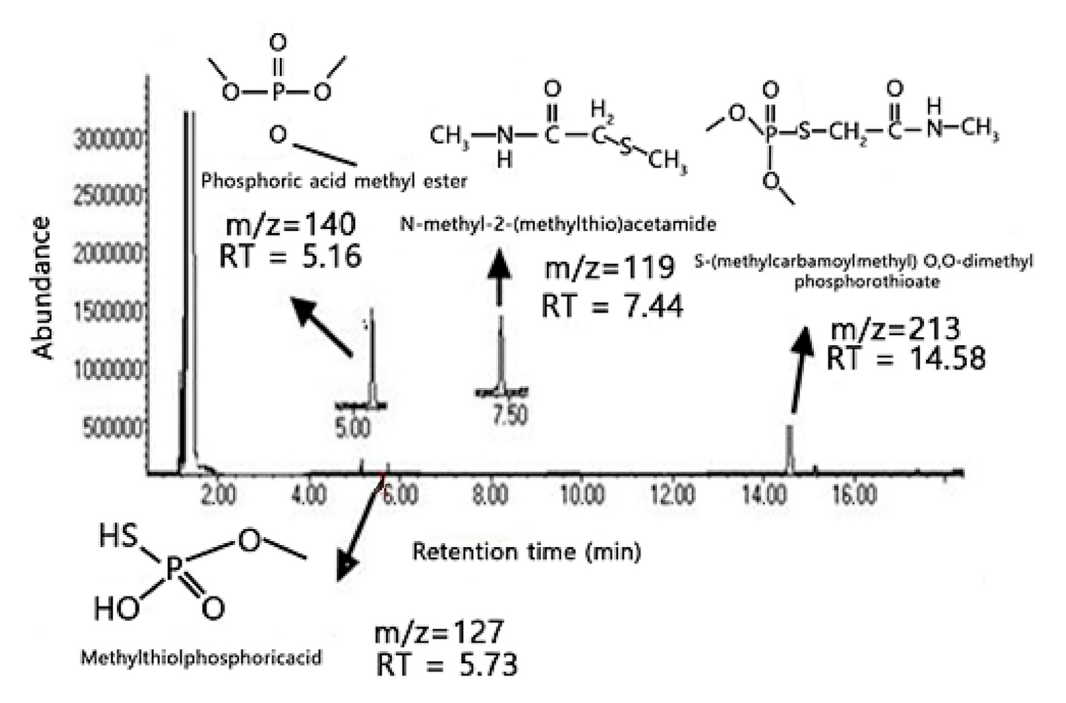 O
O—P—O
O
Phosphoric acid methyl ester
m/z=140
RT = 5.16
O
H₂
CH₃—N—C—C
H
S
CH₃
N-methyl-2-(methylthio)acetamide
m/z=119
RT = 7.44
O
O
O
H
P—S—CH₂—C—N—CH₃
O
S-(methylcarbamoylmethyl) O,O-dimethyl
phosphorothioate
m/z=213
RT = 14.58
Abundance
3000000
2500000
2000000
1500000
1000000
500000
5.00
7.50
2.00 4.00 6.00 8.00 10.00 12.00 14.00 16.00
Retention time (min)
HS
O
P
HO
O
Methylthiolphosphoricacid
m/z=127
RT = 5.73